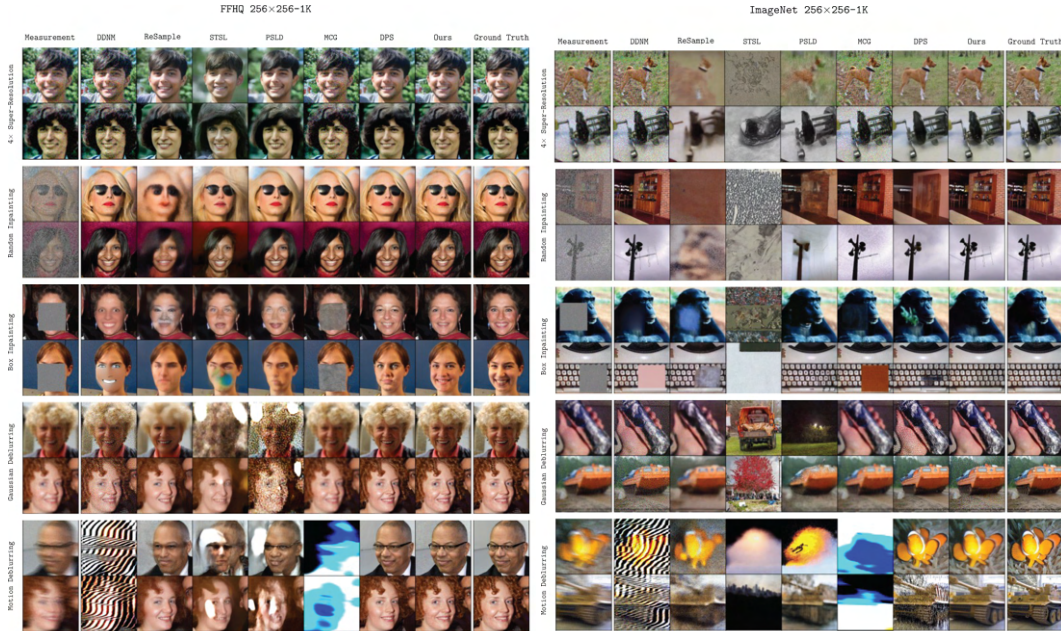 FFHQ 256×256-1K
Measurement DDNM ReSample STSL PSLD MCG DPS Ours Ground Truth
4× Super-Resolution
Random Inpainting
Box Inpainting
Gaussian Deblurring
Motion Deblurring
ImageNet 256×256-1K
Measurement DDNM ReSample STSL PSLD MCG DPS Ours Ground Truth
4× Super-Resolution
Random Inpainting
Box Inpainting
Gaussian Deblurring
Motion Deblurring